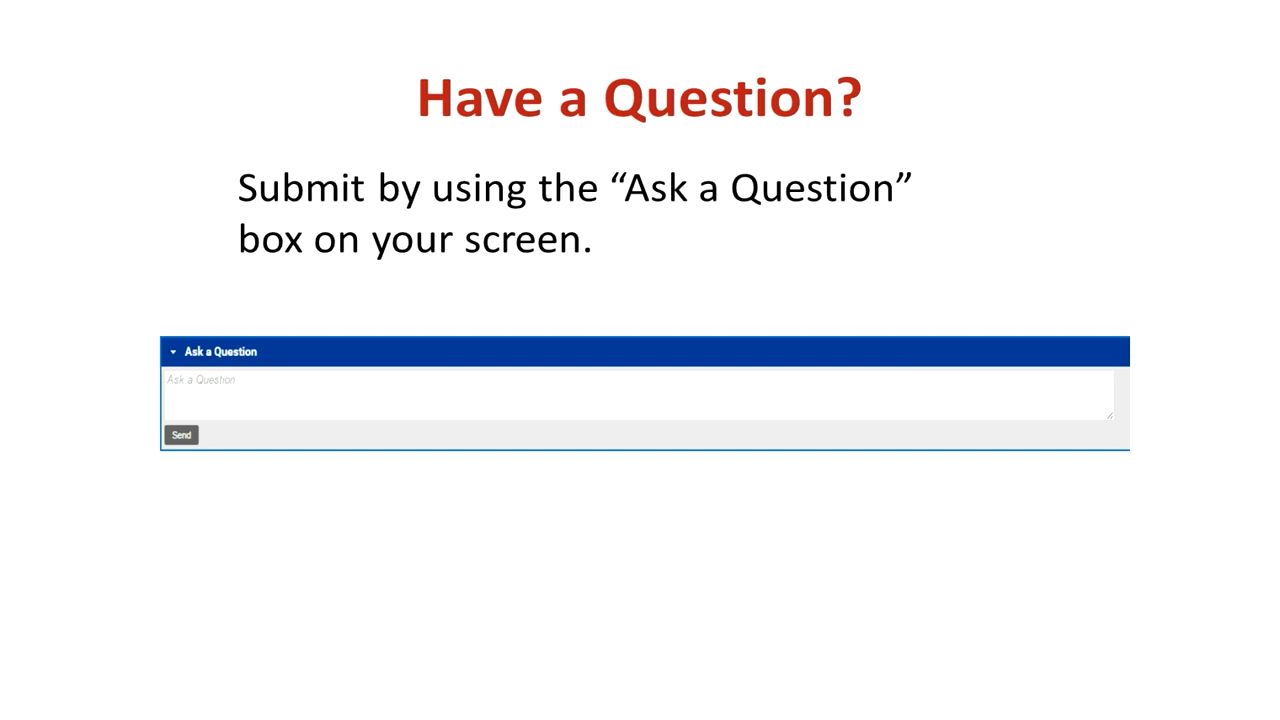 Have a Question?
Submit by using the “Ask a Question”
box on your screen.
Ask a Question
Ask a Question
Send